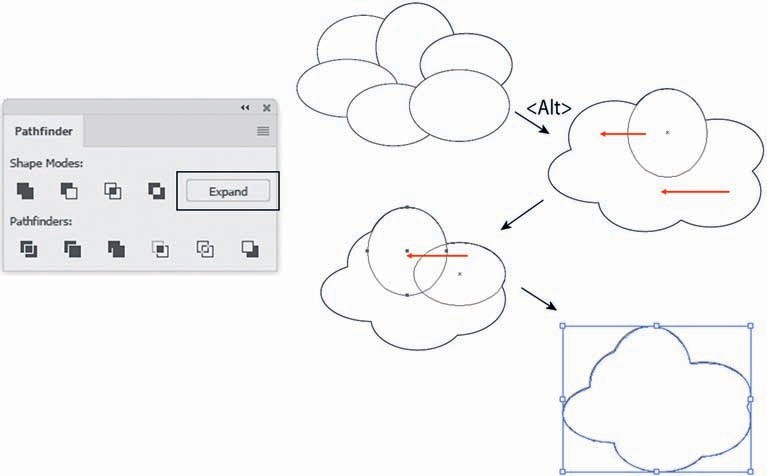 Pathfinder
Shape Modes:
Expand
Pathfinders:
<Alt>